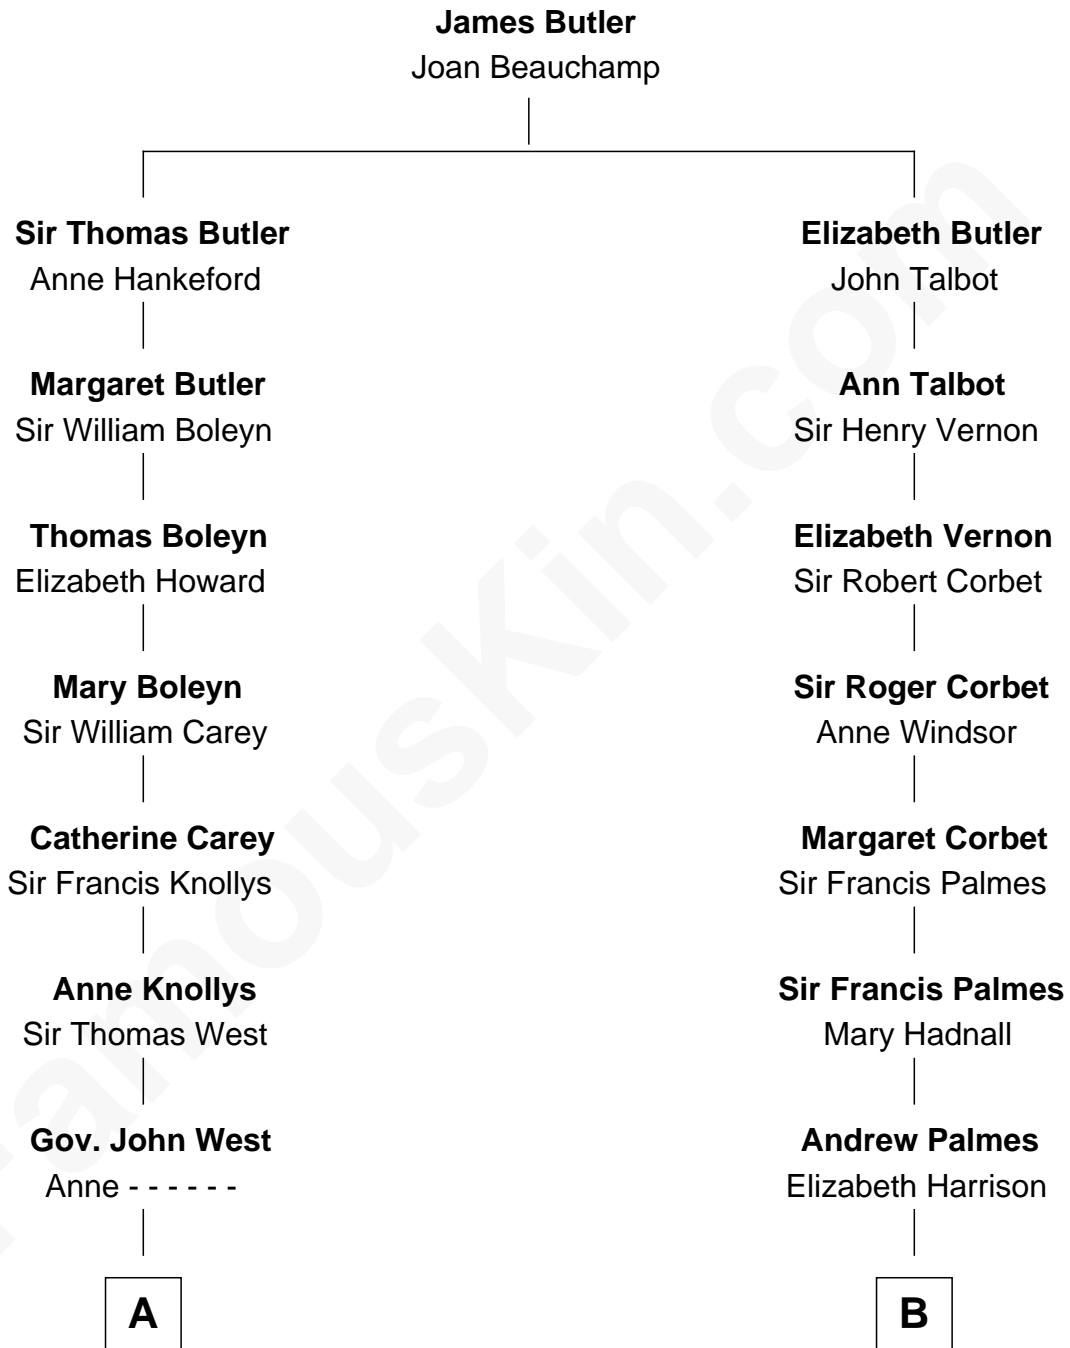 James Butler
Joan Beauchamp
Sir Thomas Butler
Anne Hankeford
Elizabeth Butler
John Talbot
Margaret Butler
Sir William Boleyn
Ann Talbot
Sir Henry Vernon
Thomas Boleyn
Elizabeth Howard
Elizabeth Vernon
Sir Robert Corbet
Mary Boleyn
Sir William Carey
Sir Roger Corbet
Anne Windsor
Catherine Carey
Sir Francis Knollys
Margaret Corbet
Sir Francis Palmes
Anne Knollys
Sir Thomas West
Sir Francis Palmes
Mary Hadnall
Gov. John West
Anne - - - - - -
Andrew Palmes
Elizabeth Harrison
A
B
FamousKin.com